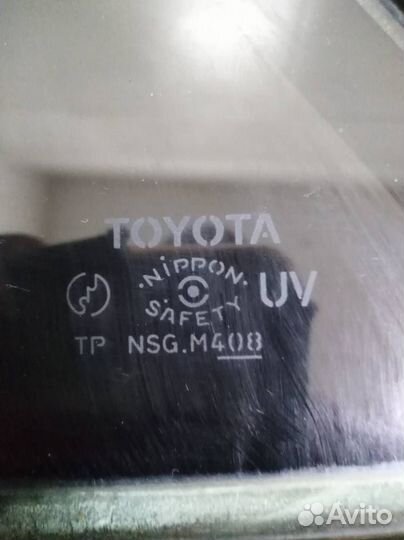 TOYOTA
NiPPON
SAFETY
UV
TP NSG.M408
Avito